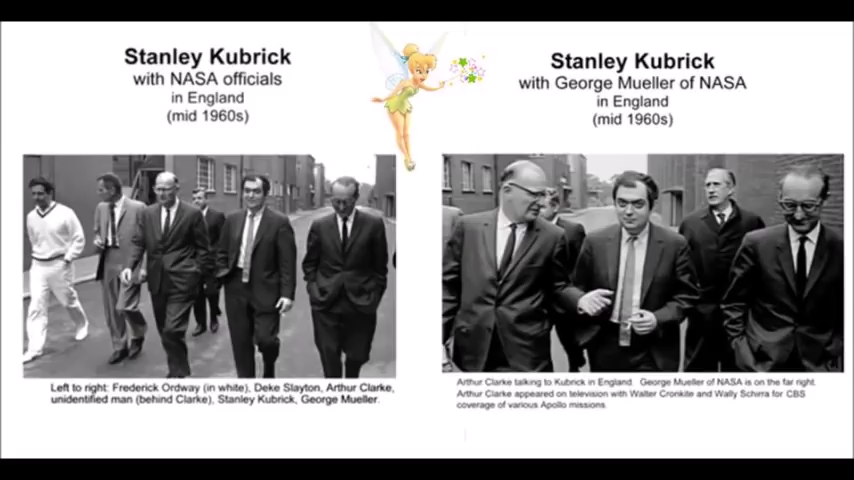 Stanley Kubrick
with NASA officials
in England
(mid 1960s)
Left to right: Frederick Ordway (in white), Deke Slayton, Arthur Clarke,
unidentified man (behind Clarke), Stanley Kubrick, George Mueller.
Stanley Kubrick
with George Mueller of NASA
in England
(mid 1960s)
Arthur Clarke talking to Kubrick in England. George Mueller of NASA is on the far right.
Arthur Clarke appeared on television with Walter Cronkite and Wally Schirra for CBS
coverage of various Apollo missions.